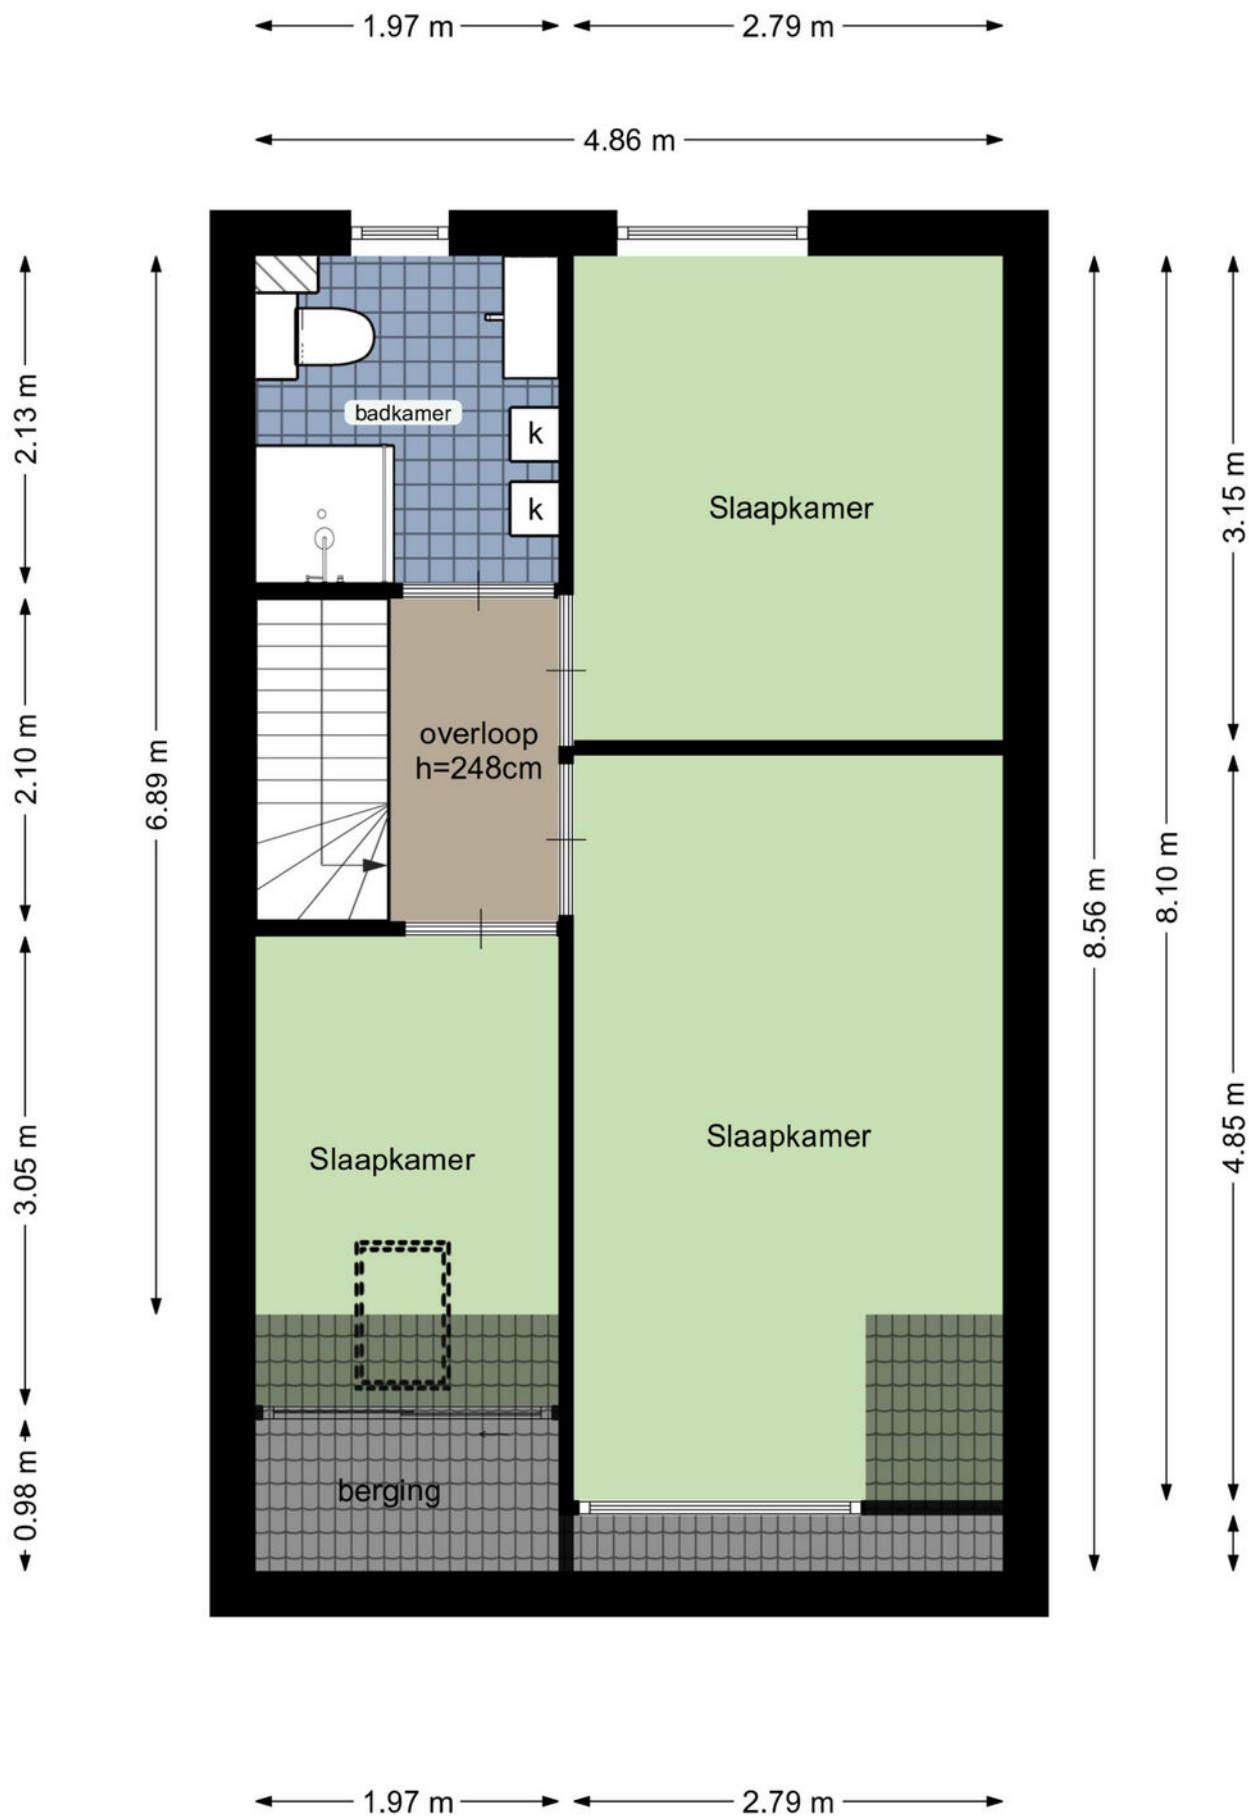 1.97 m
2.79 m
4.86 m
badkamer
k
k
2.13 m
3.15 m
Slaapkamer
overloop
h=248cm
2.10 m
6.89 m
8.56 m
8.10 m
3.05 m
Slaapkamer
Slaapkamer
4.85 m
0.98 m
berging
1.97 m
2.79 m